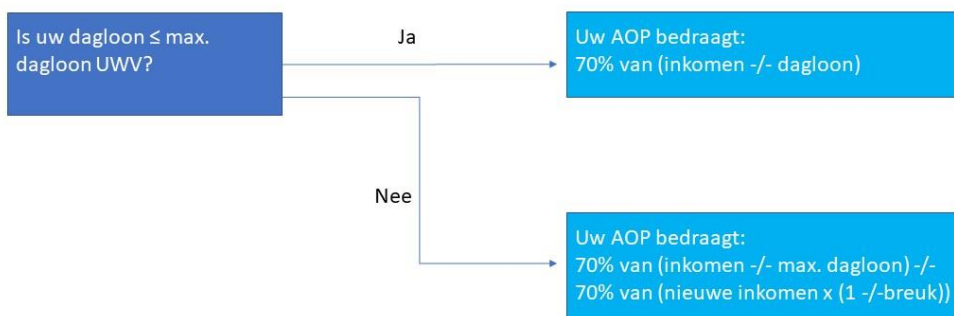 Is uw dagloon ≤ max.
dagloon UWV?
Ja
Uw AOP bedraagt:
70% van (inkomen -/- dagloon)
Nee
Uw AOP bedraagt:
70% van (inkomen -/- max. dagloon) -/-
70% van (nieuwe inkomen x (1 -/-breuk))